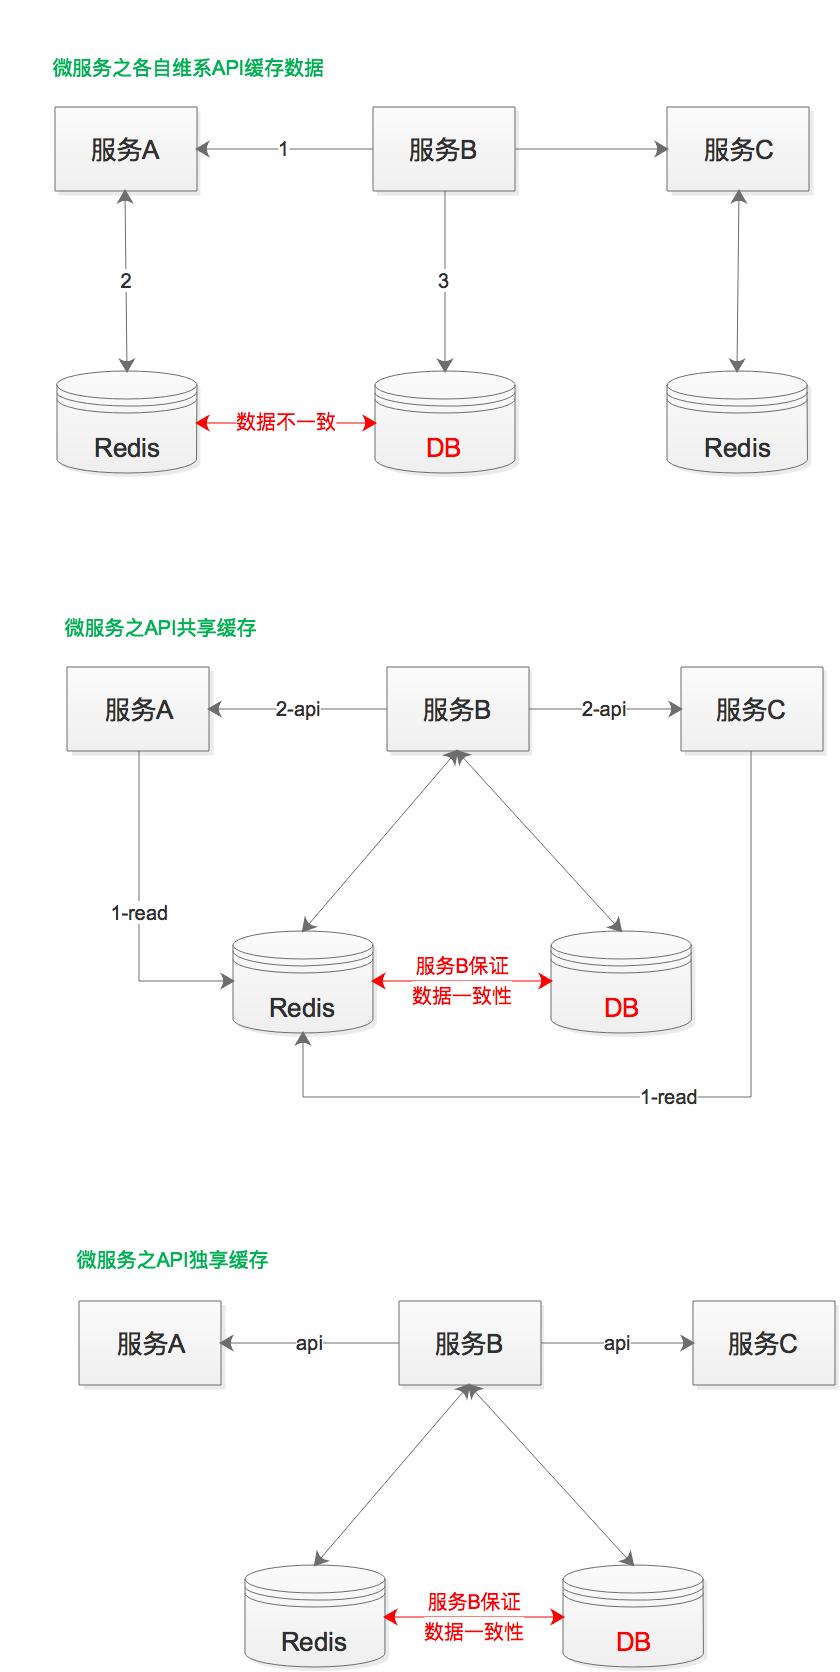 微服务之各自维系API缓存数据
服务A
1
服务B
服务C
2
3
Redis
数据不一致
DB
Redis
微服务之API共享缓存
服务A
2-api
服务B
2-api
服务C
1-read
Redis
服务B保证
数据一致性
DB
1-read
微服务之API独享缓存
服务A
api
服务B
api
服务C
Redis
服务B保证
数据一致性
DB